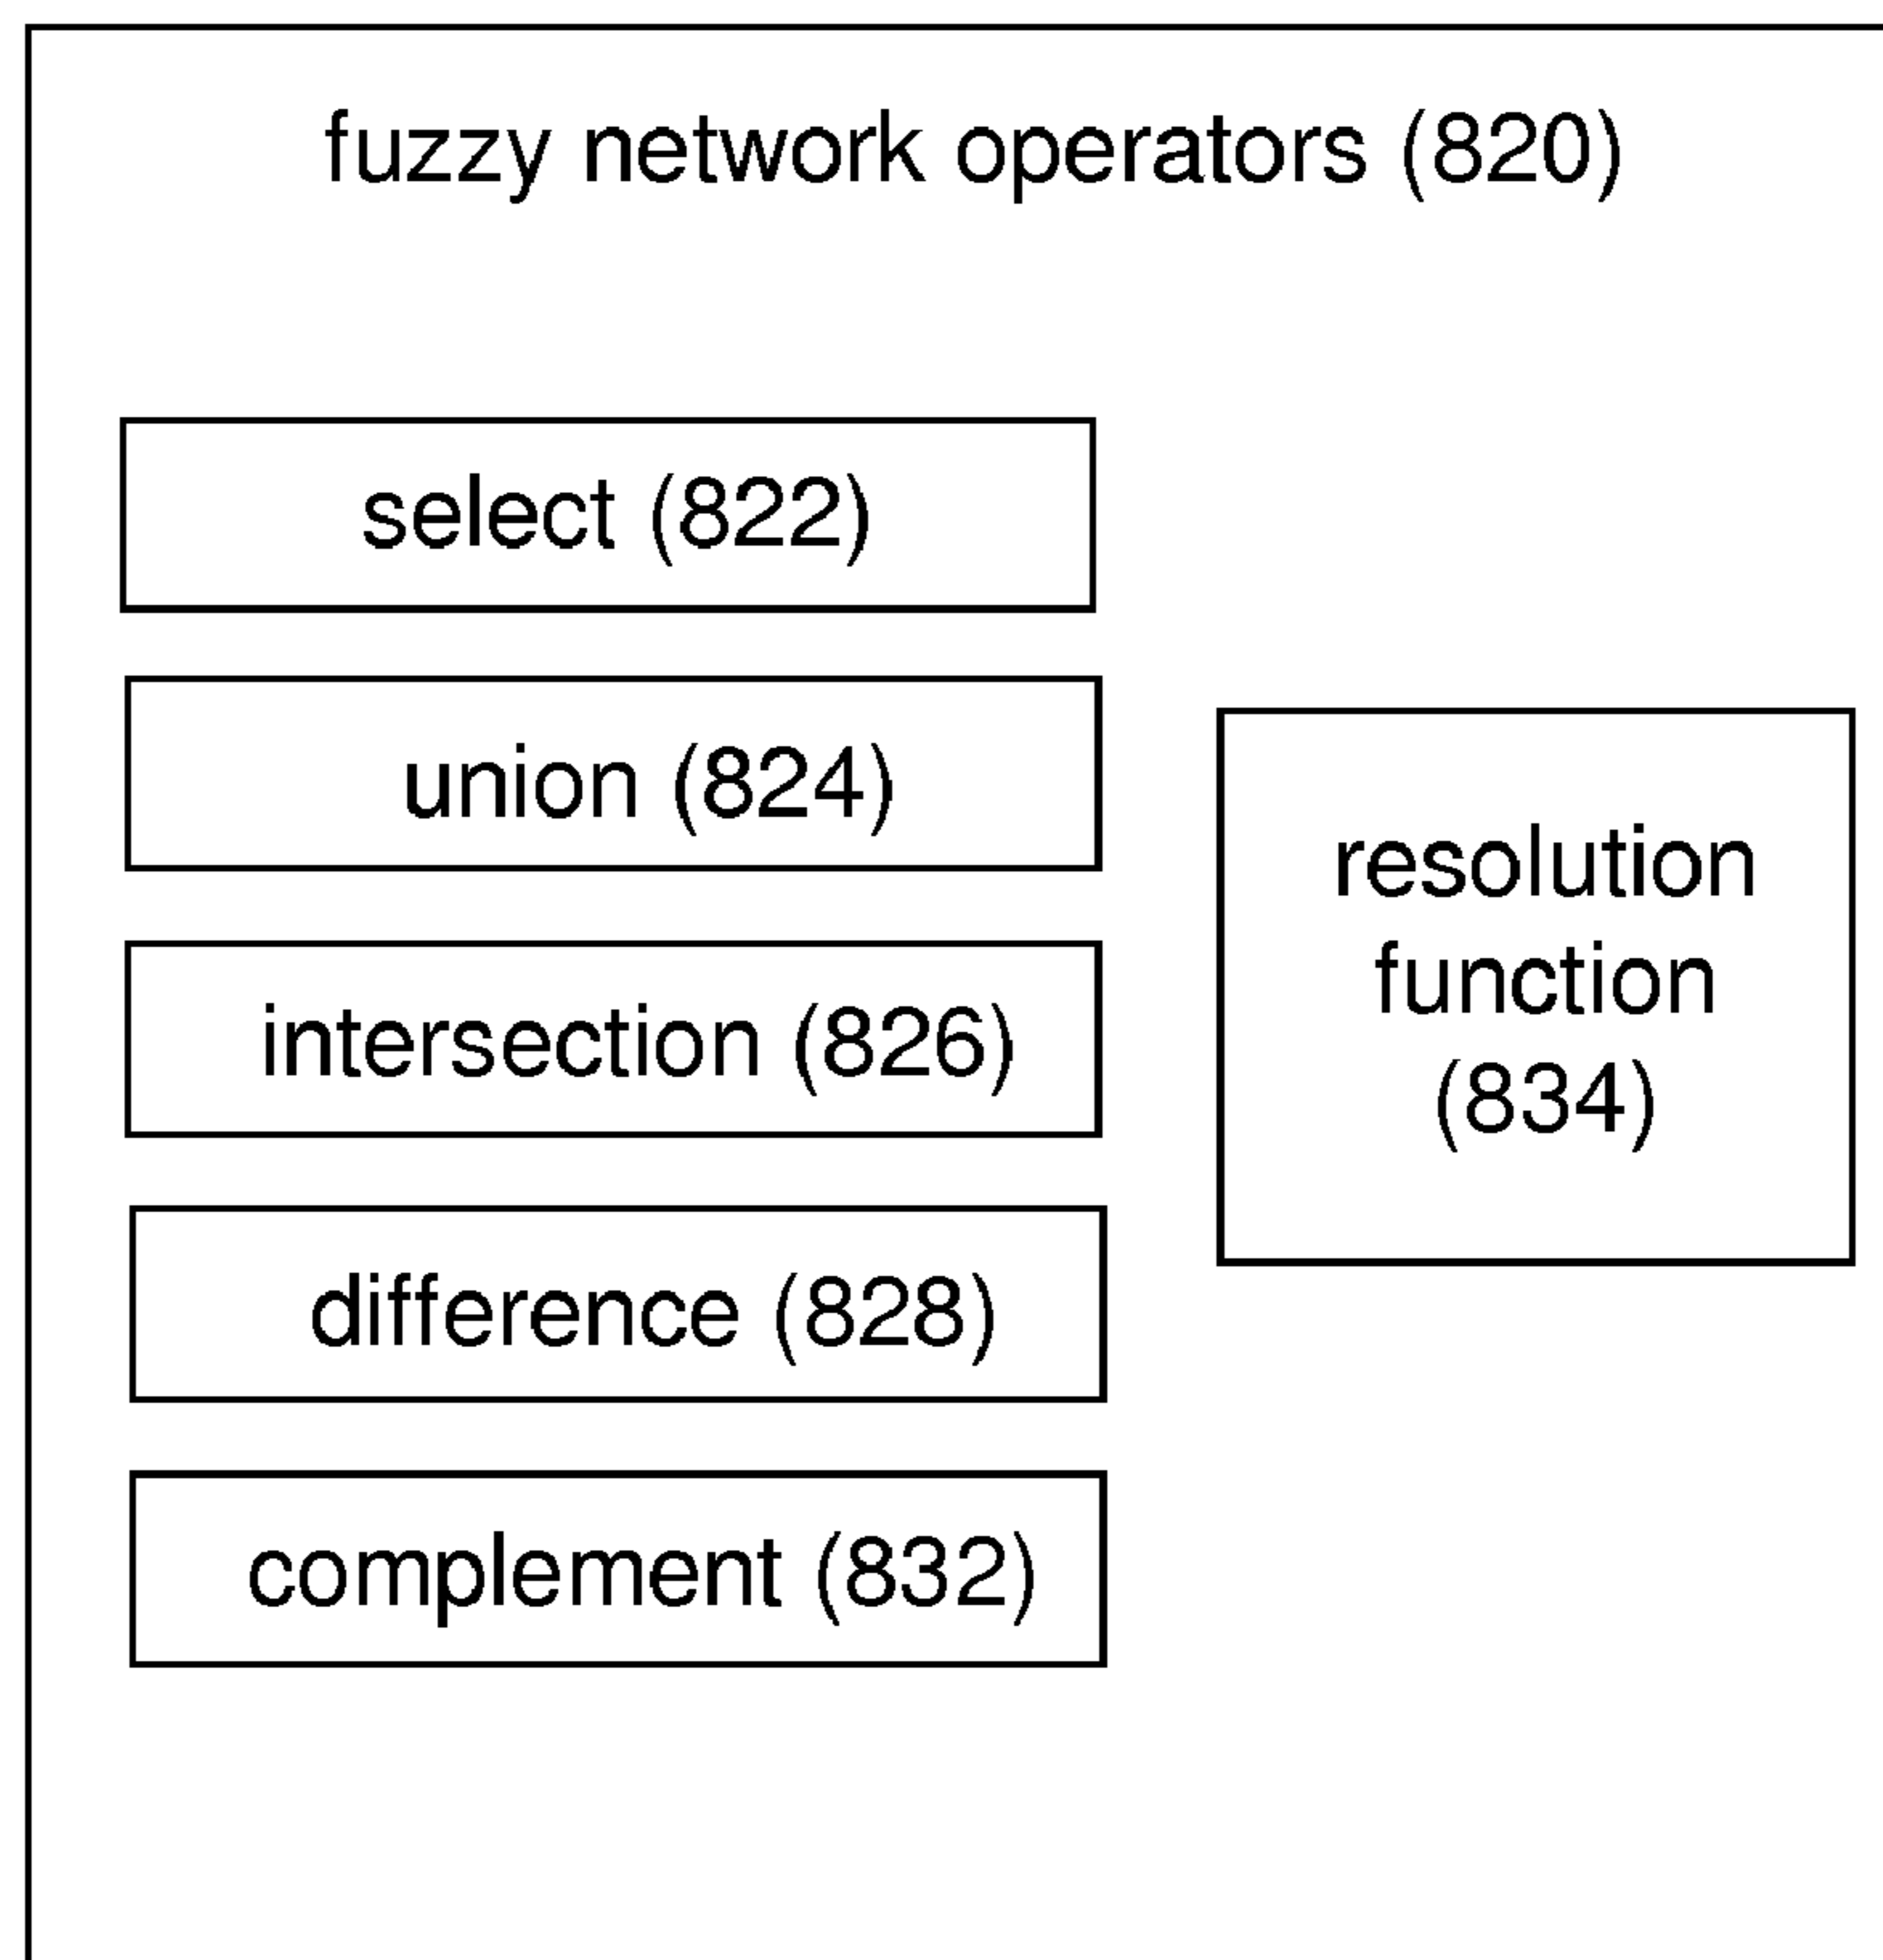 fuzzy network operators (820)
select (822)
union (824)
intersection (826)
difference (828)
complement (832)
resolution
function
(834)